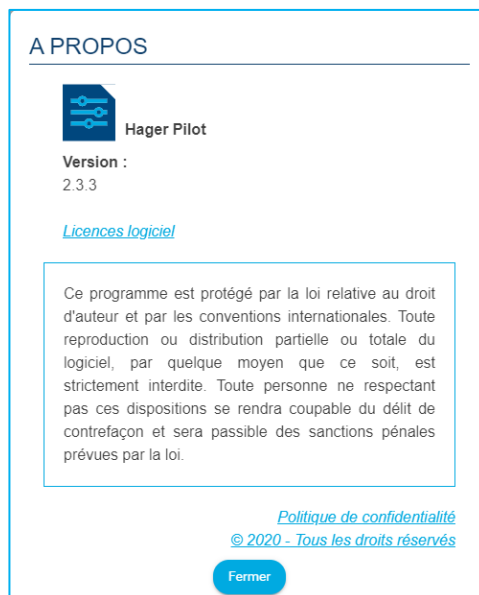 A PROPOS
Hager Pilot
Version :
2.3.3
Licences logiciel
Ce programme est protégé par la loi relative au droit
d'auteur et par les conventions internationales. Toute
reproduction ou distribution partielle ou totale du
logiciel, par quelque moyen que ce soit, est
strictement interdite. Toute personne ne respectant
pas ces dispositions se rendra coupable du délit de
contrefaçon et sera passible des sanctions pénales
prévues par la loi.
Politique de confidentialité
© 2020 - Tous les droits réservés
Fermer